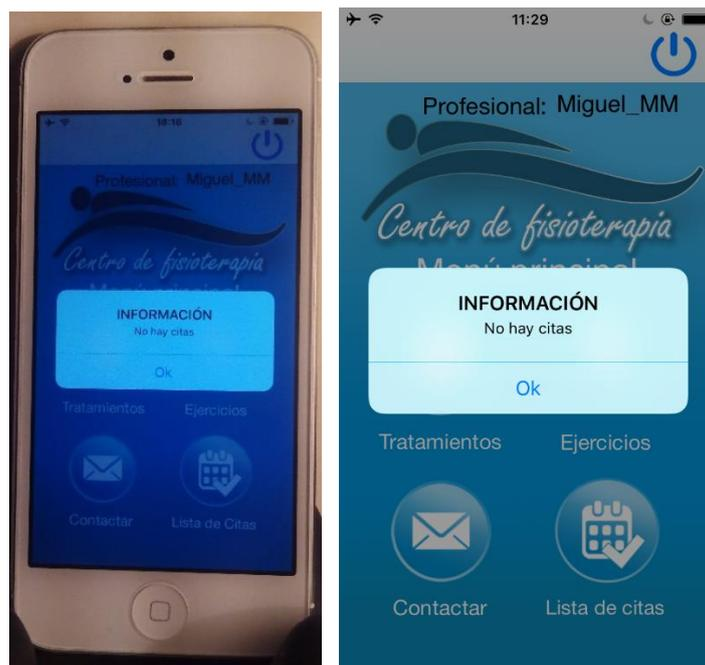 18:16
Profesional: Miguel_MM
Centro de fisioterapia
INFORMACIÓN
No hay citas
Ok
Tratamientos Ejercicios
Contactar Lista de Citas
11:29
Profesional: Miguel_MM
Centro de fisioterapia
Menú principal
INFORMACIÓN
No hay citas
Ok
Tratamientos Ejercicios
Contactar Lista de citas